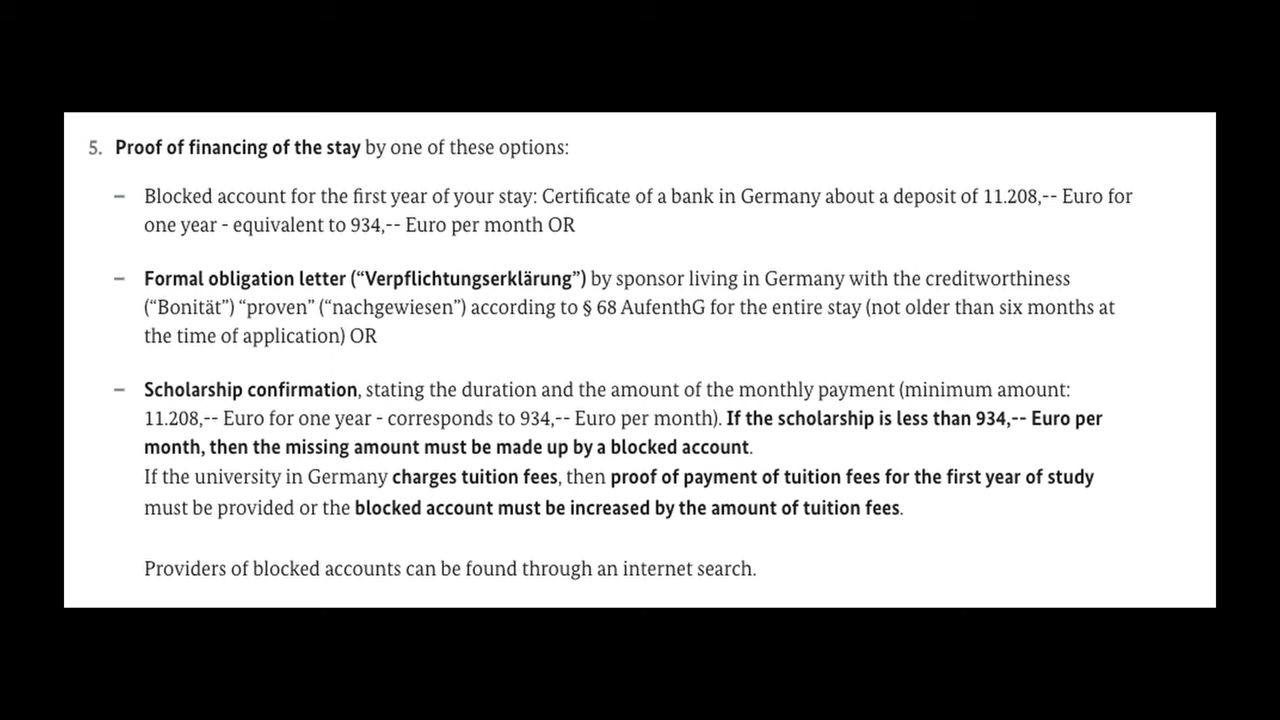 5. Proof of financing of the stay by one of these options:
– Blocked account for the first year of your stay: Certificate of a bank in Germany about a deposit of 11.208,-- Euro for
one year - equivalent to 934,-- Euro per month OR
– Formal obligation letter (“Verpflichtungserklärung”) by sponsor living in Germany with the creditworthiness
(“Bonität”) “proven” (“nachgewiesen”) according to § 68 AufenthG for the entire stay (not older than six months at
the time of application) OR
– Scholarship confirmation, stating the duration and the amount of the monthly payment (minimum amount:
11.208,-- Euro for one year - corresponds to 934,-- Euro per month). If the scholarship is less than 934,-- Euro per
month, then the missing amount must be made up by a blocked account.
If the university in Germany charges tuition fees, then proof of payment of tuition fees for the first year of study
must be provided or the blocked account must be increased by the amount of tuition fees.
Providers of blocked accounts can be found through an internet search.